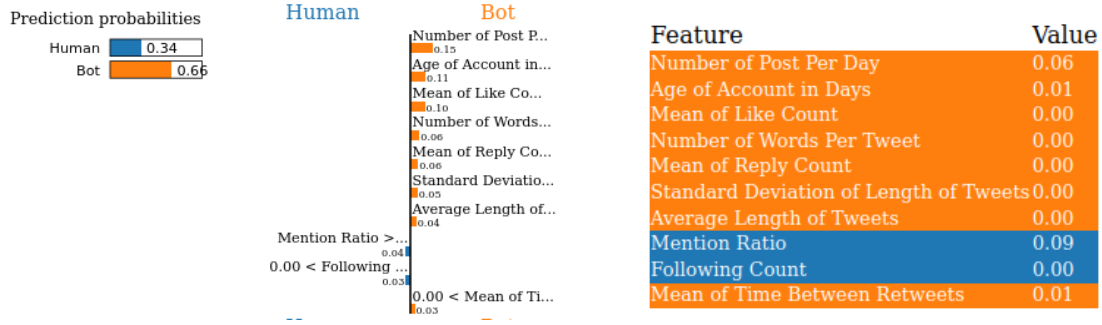 Prediction probabilities
Human 0.34
Bot 0.66
Human Bot
Number of Post P...
0.15
Age of Account in...
0.11
Mean of Like Co...
0.10
Number of Words...
0.06
Mean of Reply Co...
0.06
Standard Deviatio...
0.05
Average Length of...
0.04
Mention Ratio >...
0.04
0.00 < Following ...
0.03
0.00 < Mean of Ti...
0.03
Feature Value
Number of Post Per Day 0.06
Age of Account in Days 0.01
Mean of Like Count 0.00
Number of Words Per Tweet 0.00
Mean of Reply Count 0.00
Standard Deviation of Length of Tweets 0.00
Average Length of Tweets 0.00
Mention Ratio 0.09
Following Count 0.00
Mean of Time Between Retweets 0.01